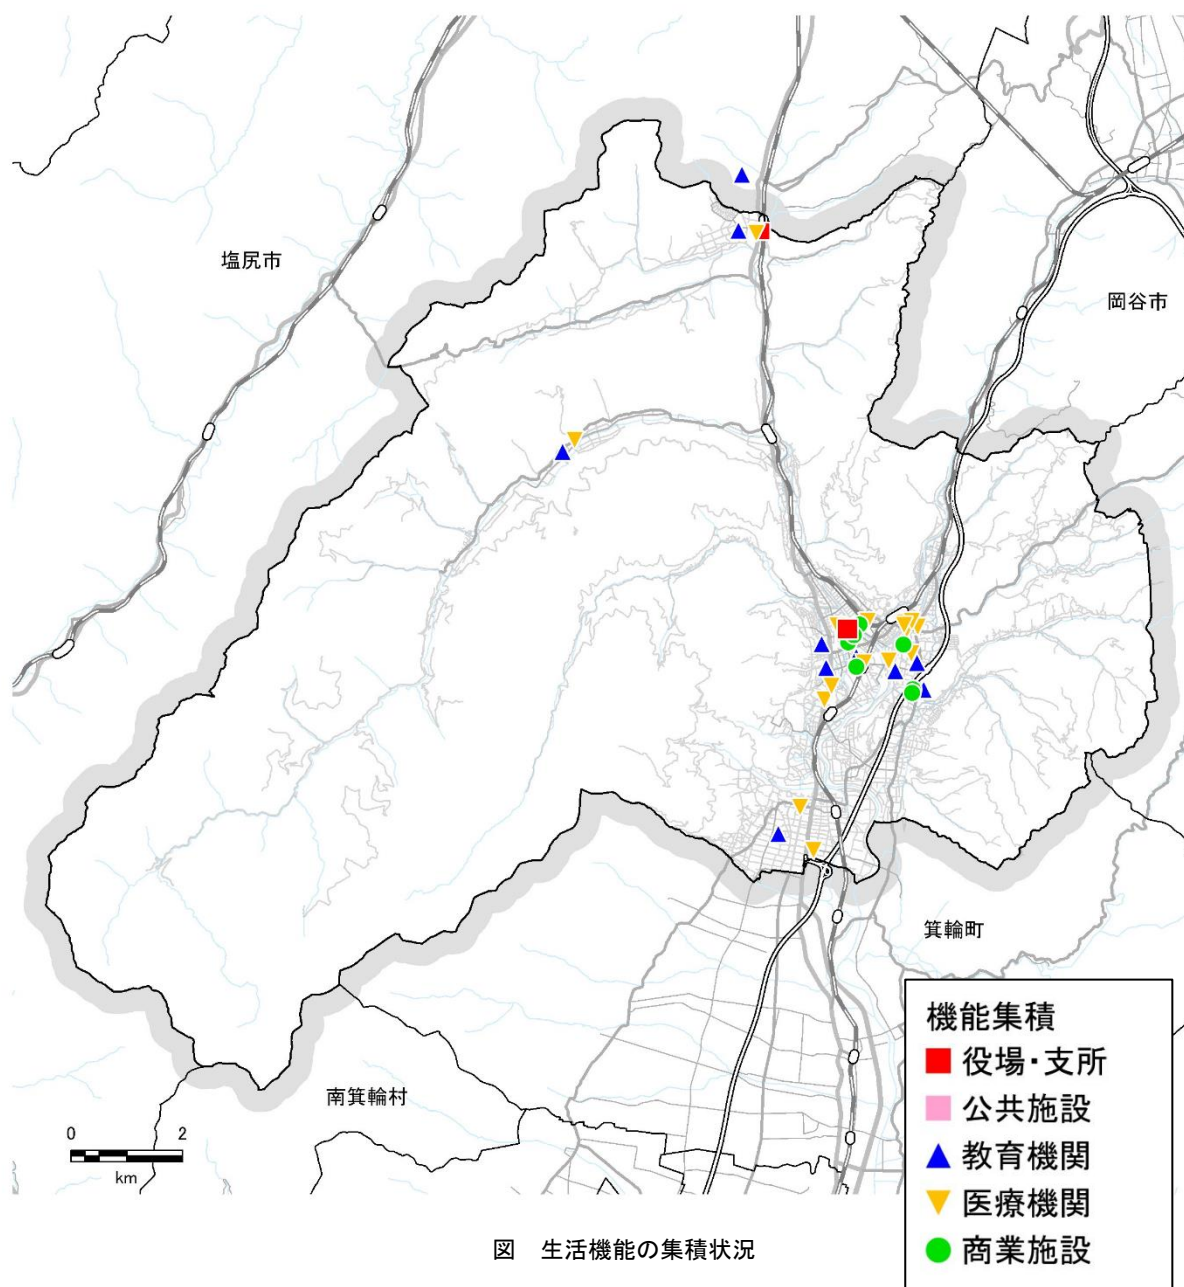 塩尻市
岡谷市
箕輪町
南箕輪村
0 2
km
機能集積
役場・支所
公共施設
教育機関
医療機関
商業施設
図 生活機能の集積状況